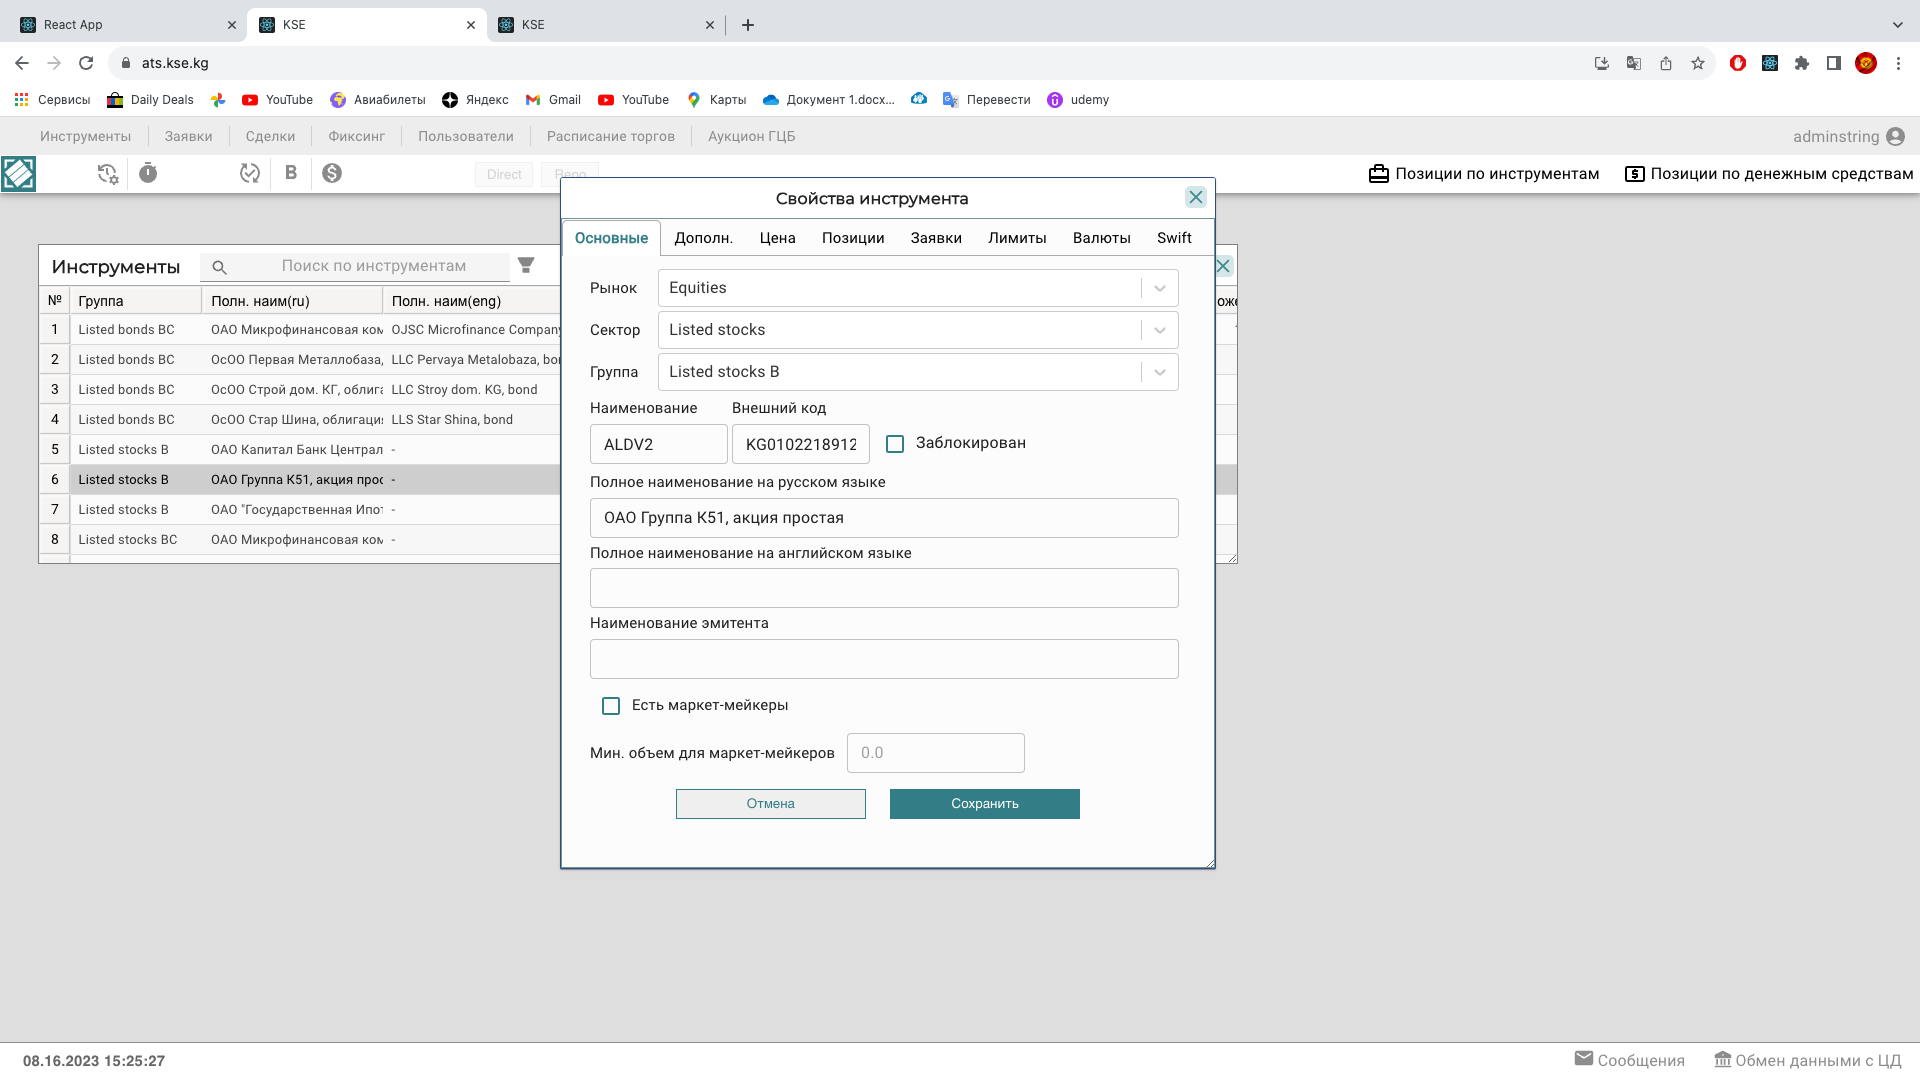 React App
KSE
KSE
ats.kse.kg
Сервисы
Daily Deals
YouTube
Авиабилеты
Яндекс
Gmail
YouTube
Карты
Документ 1.docx...
Перевести
udemy
Инструменты
Заявки
Сделки
Фиксинг
Пользователи
Расписание торгов
Аукцион ГЦБ
adminstring
B
Direct
Repo
Позиции по инструментам
Позиции по денежным средствам
Свойства инструмента
Основные
Дополн.
Цена
Позиции
Заявки
Лимиты
Валюты
Swift
Инструменты
Поиск по инструментам
№ Группа Полн. наим(ru) Полн. наим(eng)
1 Listed bonds BC ОАО Микрофинансовая ком OJSC Microfinance Company
2 Listed bonds BC ОсОО Первая Металлобаза, LLC Pervaya Metalobaza, bo
3 Listed bonds BC ОсОО Строй дом. КГ, облига LLC Stroy dom. KG, bond
4 Listed bonds BC ОсОО Стар Шина, облигация LLS Star Shina, bond
5 Listed stocks B ОАО Капитал Банк Централ -
6 Listed stocks B ОАО Группа К51, акция прос -
7 Listed stocks B ОАО "Государственная Ипот -
8 Listed stocks BC ОАО Микрофинансовая ком -
Рынок Equities
Сектор Listed stocks
Группа Listed stocks B
Наименование Внешний код
ALDV2 KG0102218912 Заблокирован
Полное наименование на русском языке
ОАО Группа К51, акция простая
Полное наименование на английском языке
Наименование эмитента
Есть маркет-мейкеры
Мин. объем для маркет-мейкеров 0.0
Отмена Сохранить
08.16.2023 15:25:27
Сообщения
Обмен данными с ЦД